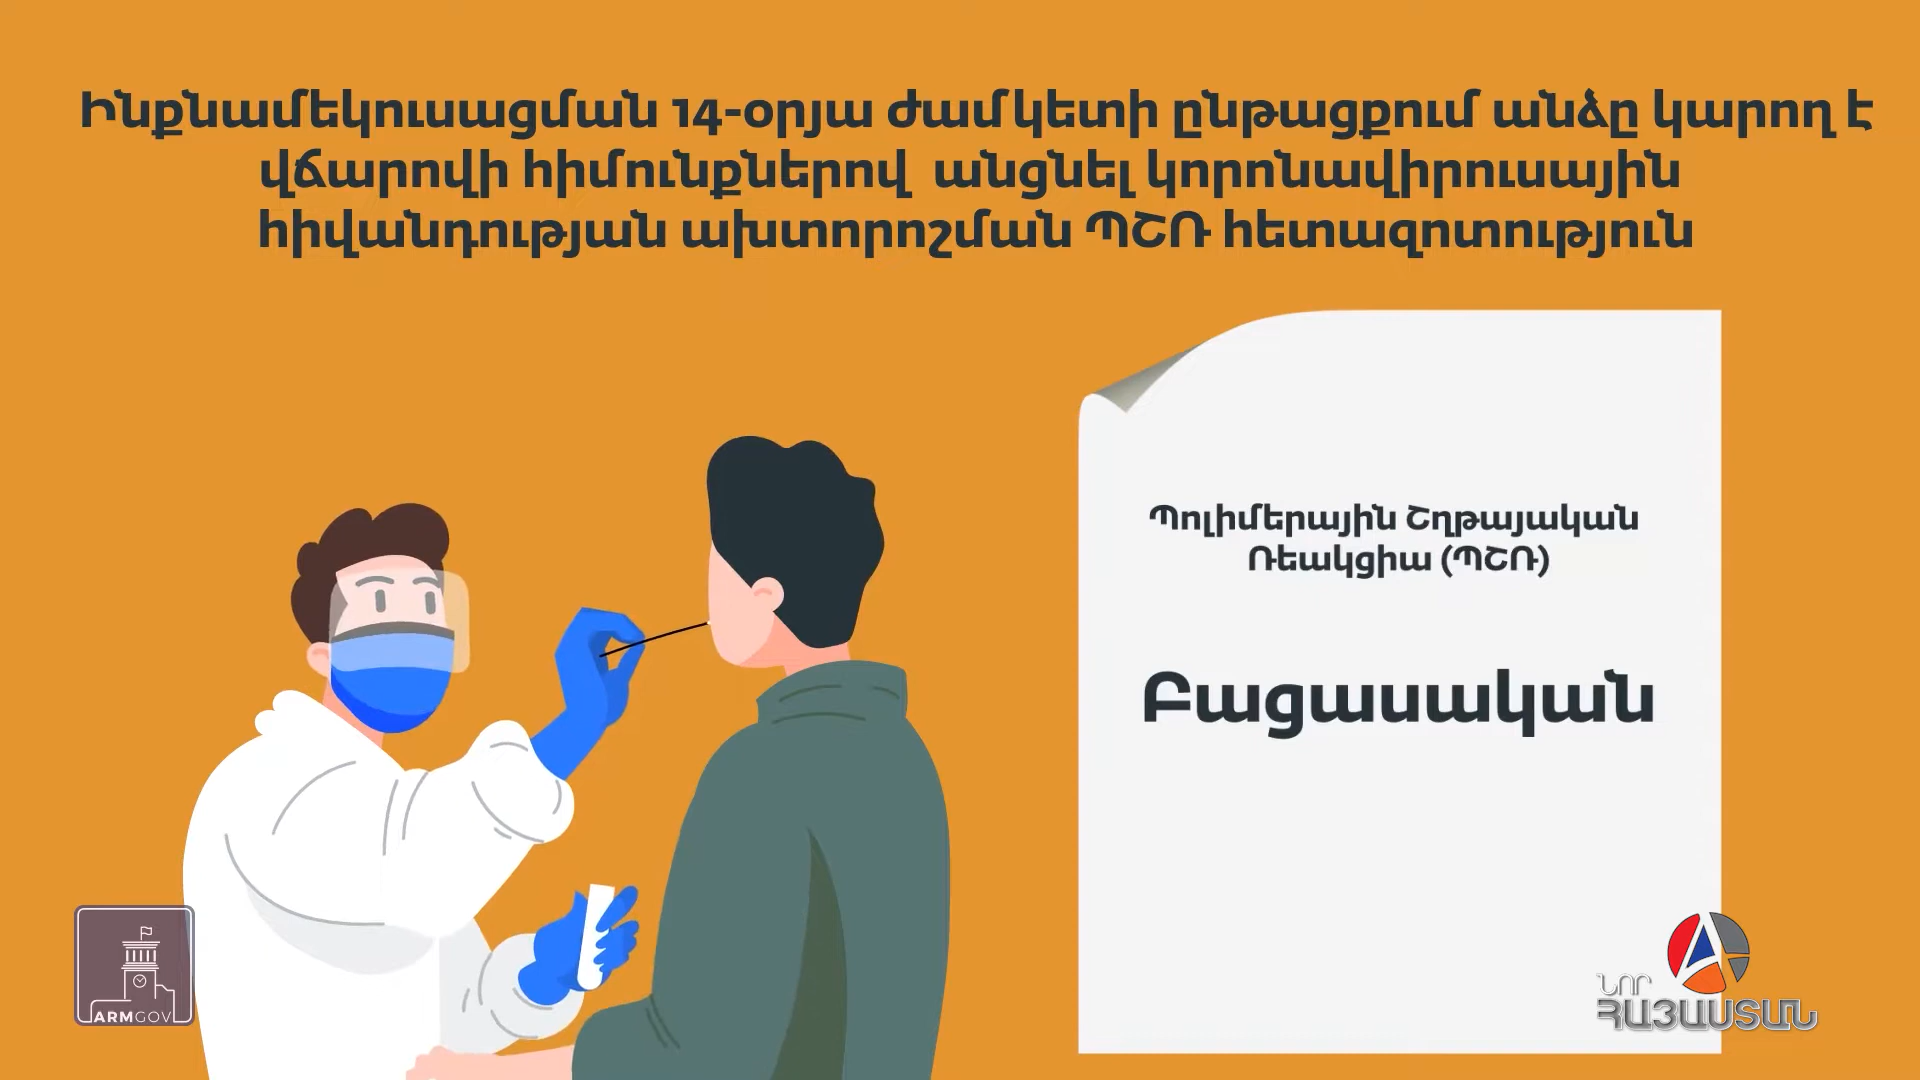 Ինքնամեկուսացման 14-օրյա ժամկետի ընթացքում անձը կարող է
վճարովի հիմունքներով անցնել կորոնավիրուսային
հիվանդության ախտորոշման ՊՇՌ հետազոտություն
Պոլիմերային Շղթայական
Ռեակցիա (ՊՇՌ)
Բացասական
ARMGOV
ՆՈՐ
ՀԱՅԱՍՏԱՆ